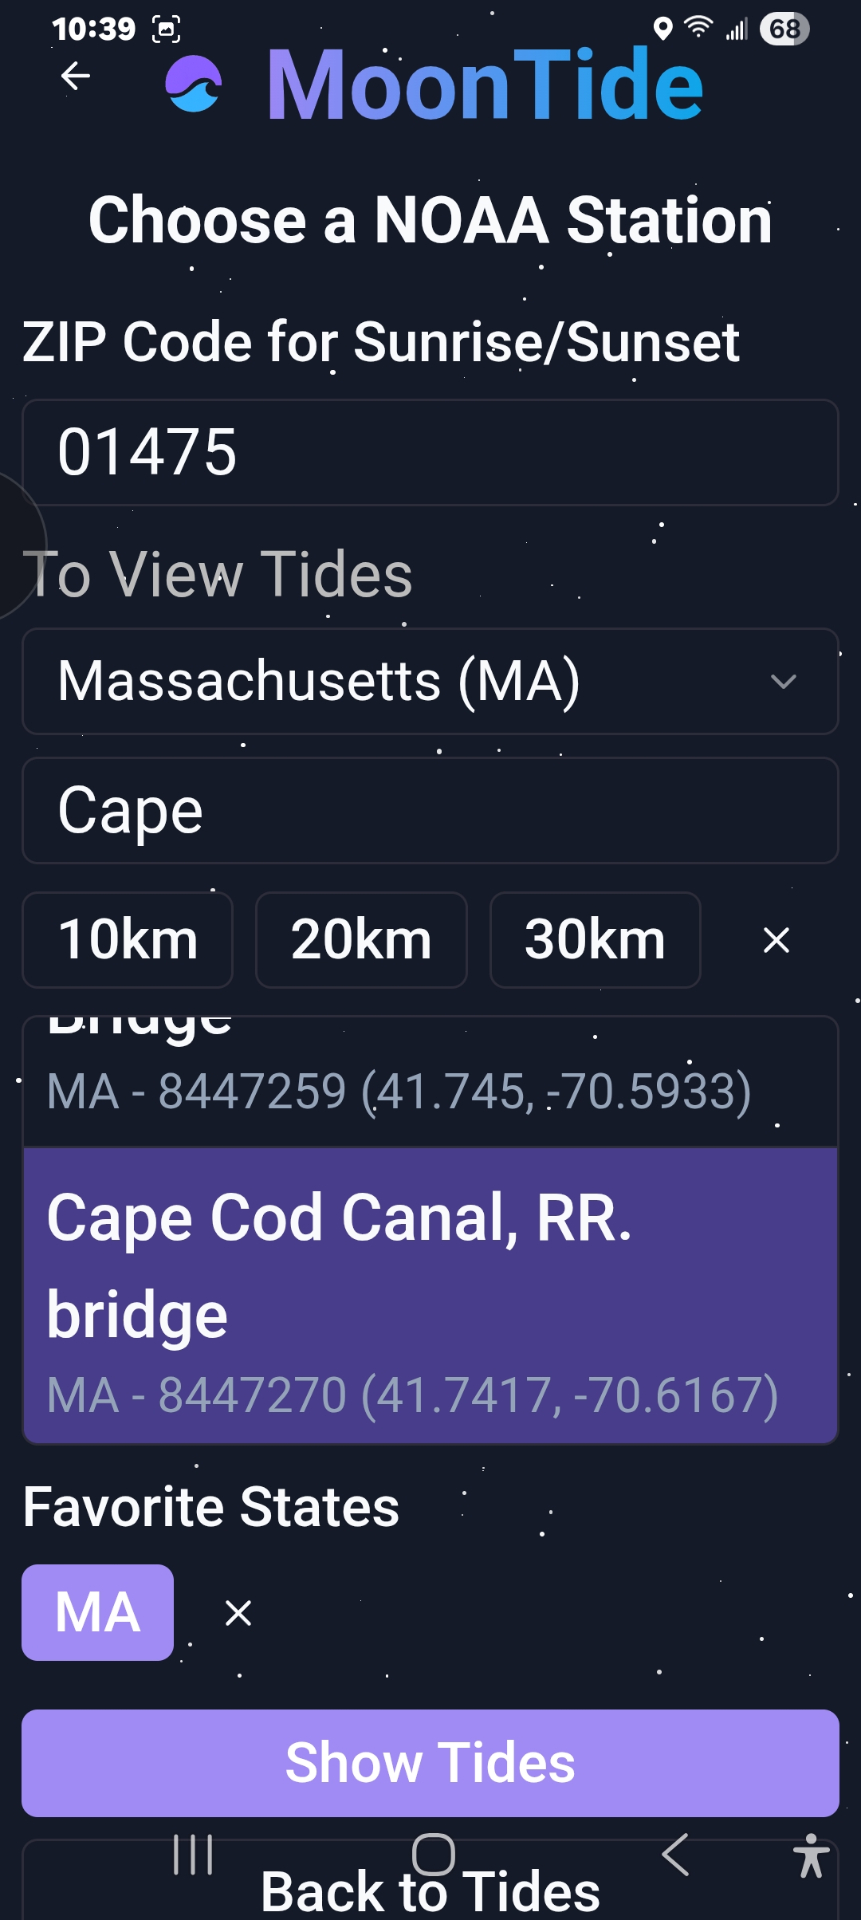 10:39
68
MoonTide
Choose a NOAA Station
ZIP Code for Sunrise/Sunset
01475
To View Tides
Massachusetts (MA)
Cape
10km 20km 30km ×
Bridge
MA - 8447259 (41.745, -70.5933)
Cape Cod Canal, RR.
bridge
MA - 8447270 (41.7417, -70.6167)
Favorite States
MA ×
Show Tides
Back to Tides